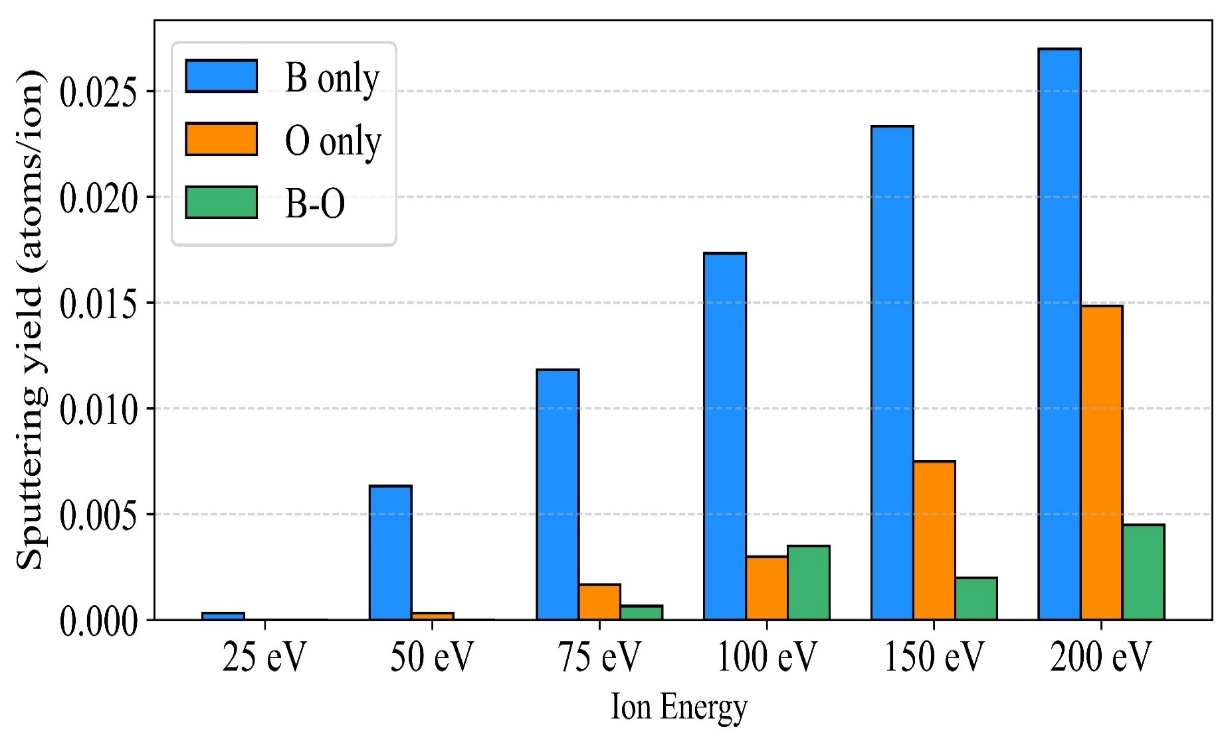 Sputtering yield (atoms/ion)
0.025
0.020
0.015
0.010
0.005
0.000
B only
O only
B-O
25 eV 50 eV 75 eV 100 eV 150 eV 200 eV
Ion Energy